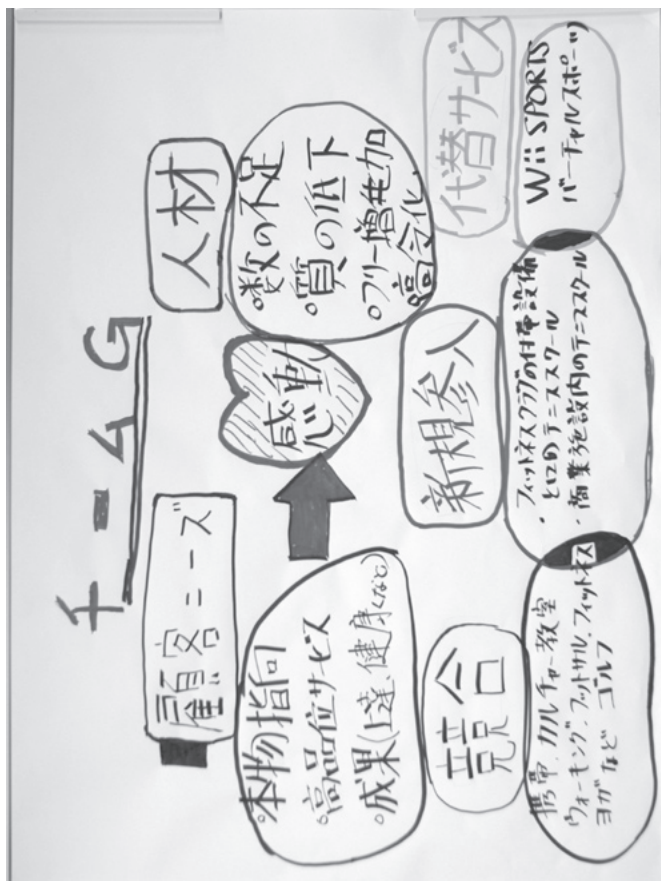 チームG
顧客ニーズ
・本物指向
・高品位サービス
・成果(上達、健康など)
感動
人材
・数の不足
・質の低下
・フリー増加
高令化
競合
携帯、カルチャー教室
ウォーキング、フットサル、フィットネス
ヨガなど ゴルフ
新規参入
・フィットネスクラブの付帯設備
としてのテニススクール
・商業施設内のテニススクール
代替サービス
Wii SPORTS
バーチャルスポーツ